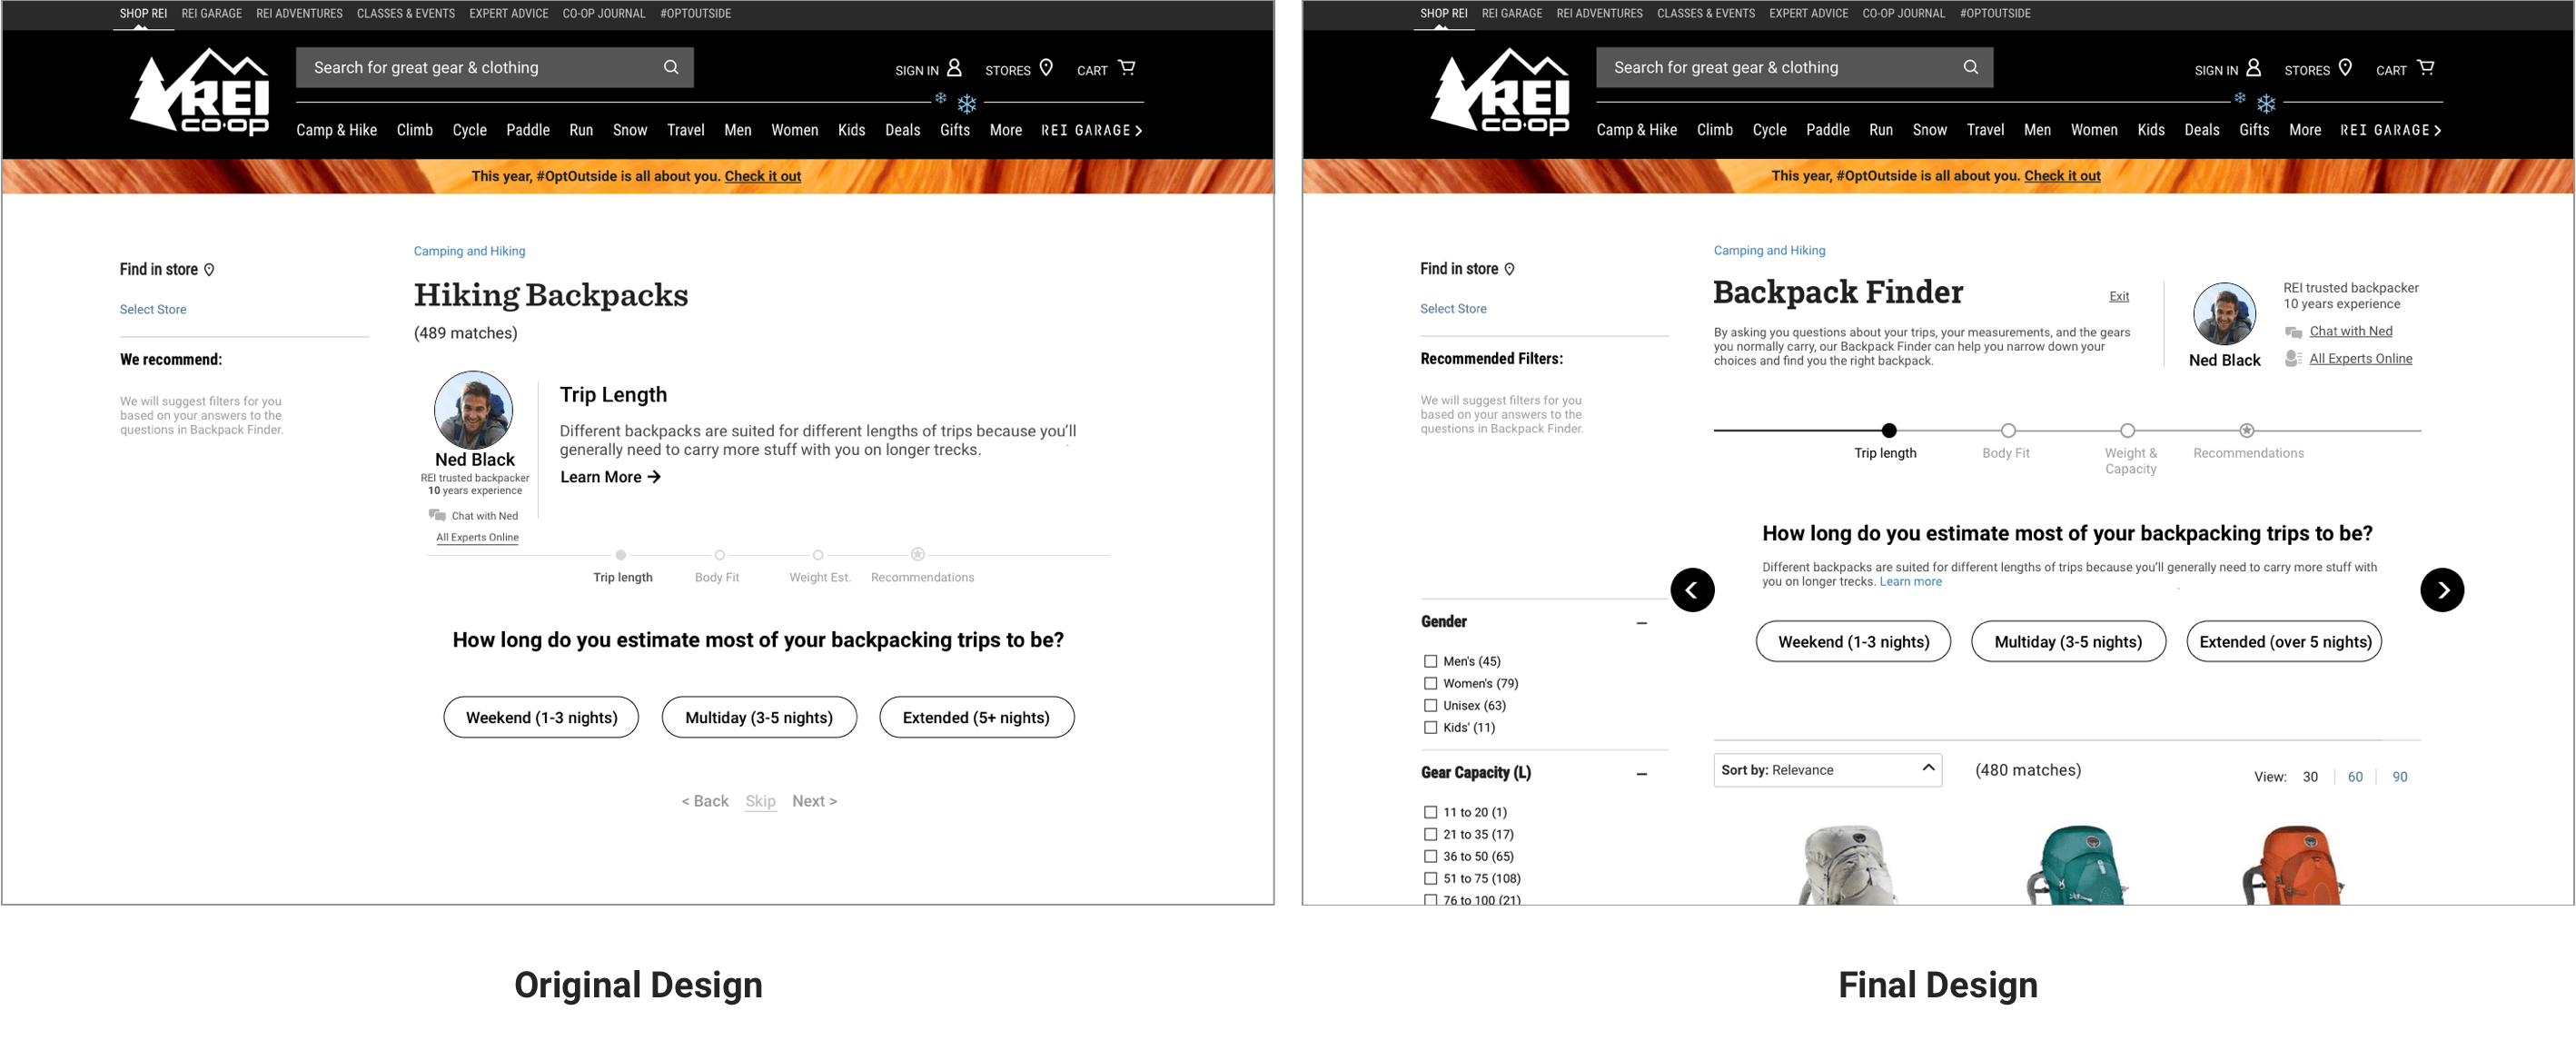 SHOP REI REI GARAGE REI ADVENTURES CLASSES & EVENTS EXPERT ADVICE CO-OP JOURNAL #OPTOUTSIDE
REI
CO·OP
Search for great gear & clothing
SIGN IN STORES CART
Camp & Hike Climb Cycle Paddle Run Snow Travel Men Women Kids Deals Gifts More REI GARAGE >
This year, #OptOutside is all about you. Check it out
Find in store
Select Store
We recommend:
We will suggest filters for you
based on your answers to the
questions in Backpack Finder.
Camping and Hiking
Hiking Backpacks
(489 matches)
Ned Black
REI trusted backpacker
10 years experience
Chat with Ned
All Experts Online
Trip Length
Different backpacks are suited for different lengths of trips because you’ll
generally need to carry more stuff with you on longer trecks.
Learn More →
Trip length Body Fit Weight Est. Recommendations
How long do you estimate most of your backpacking trips to be?
Weekend (1-3 nights) Multiday (3-5 nights) Extended (5+ nights)
< Back Skip Next >
Original Design
SHOP REI REI GARAGE REI ADVENTURES CLASSES & EVENTS EXPERT ADVICE CO-OP JOURNAL #OPTOUTSIDE
REI
CO·OP
Search for great gear & clothing
SIGN IN STORES CART
Camp & Hike Climb Cycle Paddle Run Snow Travel Men Women Kids Deals Gifts More REI GARAGE >
This year, #OptOutside is all about you. Check it out
Find in store
Select Store
Recommended Filters:
We will suggest filters for you
based on your answers to the
questions in Backpack Finder.
Gender –
Men's (45)
Women's (79)
Unisex (63)
Kids' (11)
Gear Capacity (L) –
11 to 20 (1)
21 to 35 (17)
36 to 50 (65)
51 to 75 (108)
76 to 100 (21)
Camping and Hiking
Backpack Finder
Exit
By asking you questions about your trips, your measurements, and the gears
you normally carry, our Backpack Finder can help you narrow down your
choices and find you the right backpack.
Ned Black
REI trusted backpacker
10 years experience
Chat with Ned
All Experts Online
Trip length Body Fit Weight & Recommendations
Capacity
How long do you estimate most of your backpacking trips to be?
Different backpacks are suited for different lengths of trips because you’ll generally need to carry more stuff with
you on longer trecks. Learn more
Weekend (1-3 nights) Multiday (3-5 nights) Extended (over 5 nights)
Sort by: Relevance (480 matches) View: 30 60 90
Final Design